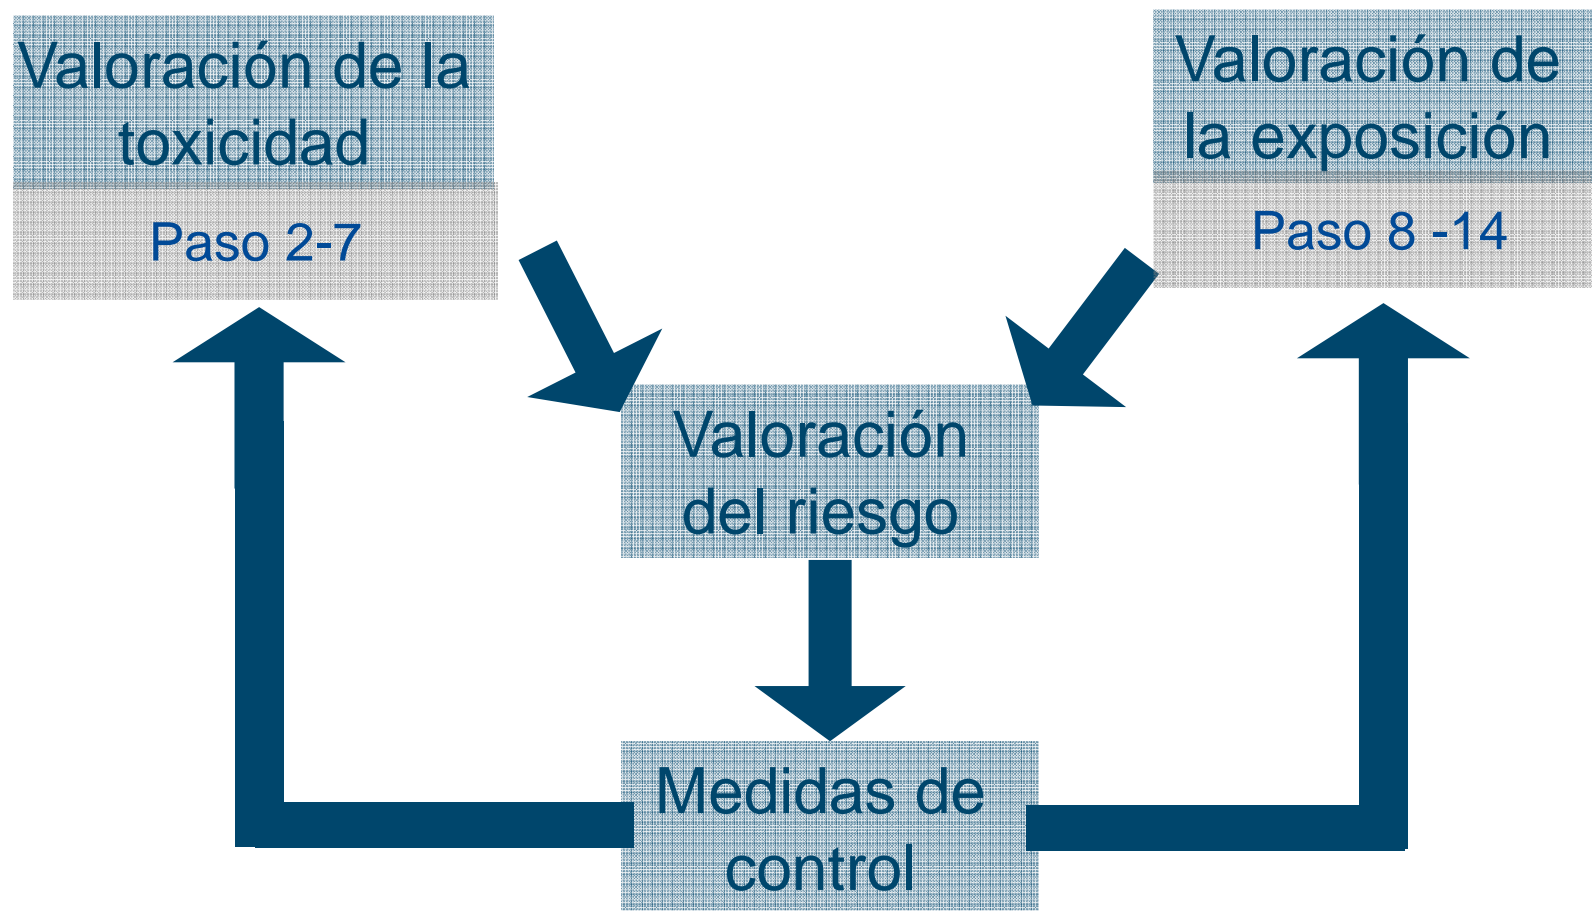 Valoración de la
toxicidad
Paso 2-7
Valoración de
la exposición
Paso 8 -14
Valoración
del riesgo
Medidas de
control